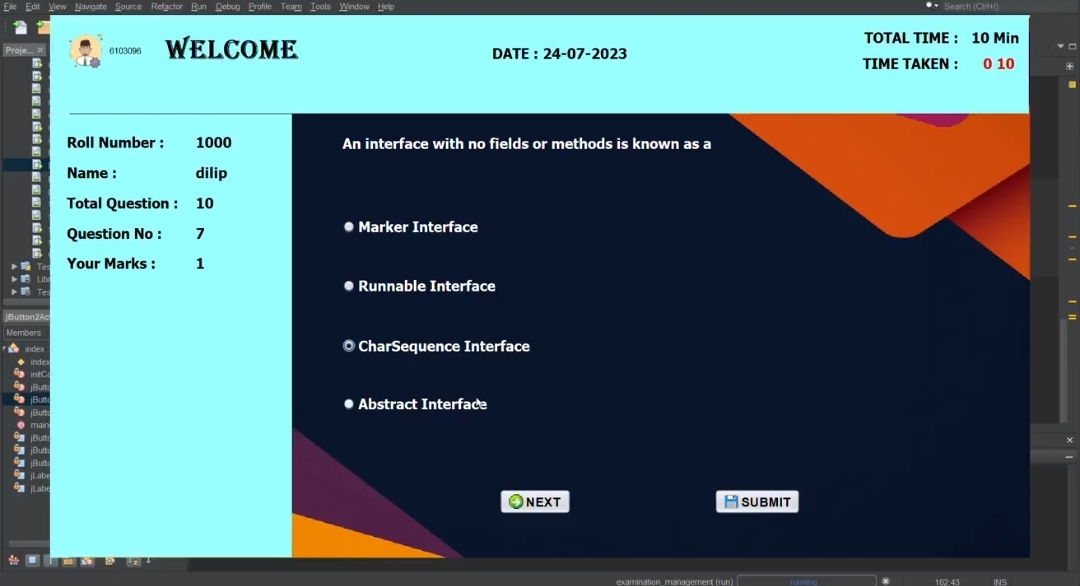 File Edit View Navigate Source Refactor Run Debug Profile Team Tools Window Help
Search (Ctrl+I)
Proje...
6103096
WELCOME
DATE : 24-07-2023
TOTAL TIME : 10 Min
TIME TAKEN : 0 10
Roll Number : 1000
Name : dilip
Total Question : 10
Question No : 7
Your Marks : 1
An interface with no fields or methods is known as a
Marker Interface
Runnable Interface
CharSequence Interface
Abstract Interface
NEXT
SUBMIT
Tes
Lib
Tes
jButton2Act
Members
index
index
initCo
jButto
jButto
jButto
main
jButto
jButto
jButto
jLabe
jLabe
examination_management (run)
running
102:43
INS